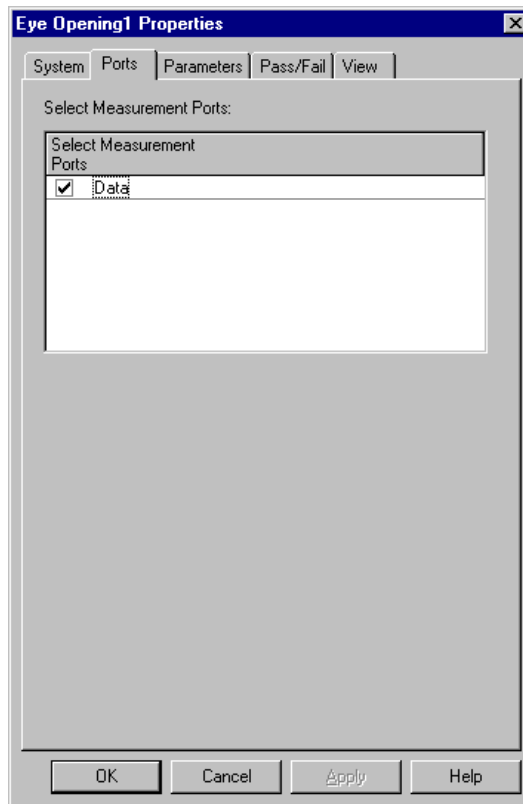 Eye Opening1 Properties
System Ports Parameters Pass/Fail View
Select Measurement Ports:
Select Measurement
Ports
Data
OK Cancel Apply Help